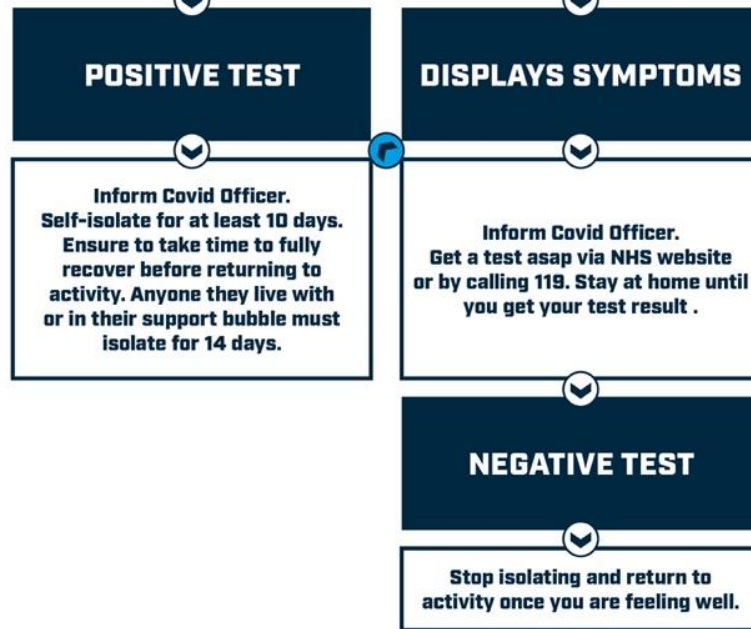 POSITIVE TEST
Inform Covid Officer.
Self-isolate for at least 10 days.
Ensure to take time to fully
recover before returning to
activity. Anyone they live with
or in their support bubble must
isolate for 14 days.
DISPLAYS SYMPTOMS
Inform Covid Officer.
Get a test asap via NHS website
or by calling 119. Stay at home until
you get your test result .
NEGATIVE TEST
Stop isolating and return to
activity once you are feeling well.